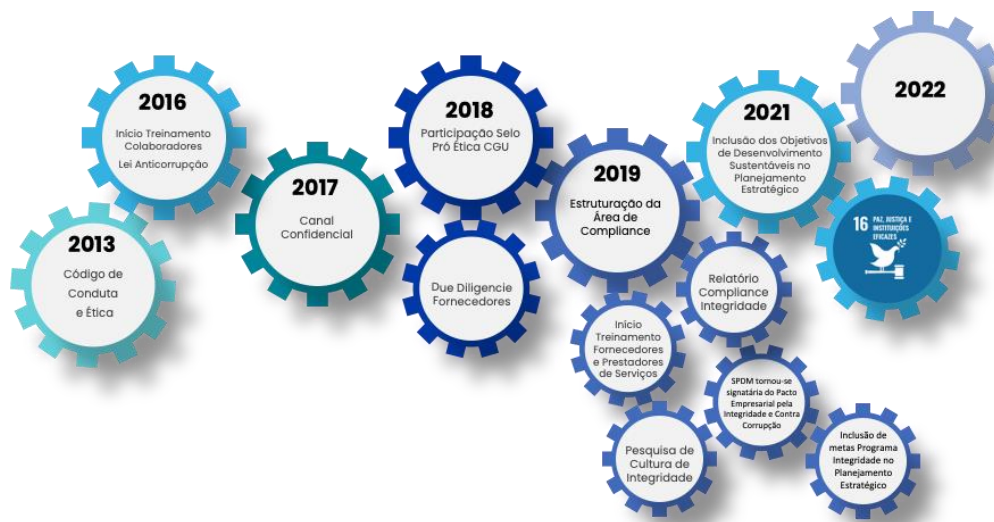 2013
Código de
Conduta
e Ética
2016
Início Treinamento
Colaboradores
Lei Anticorrupção
2017
Canal
Confidencial
2018
Participação Selo
Pró Ética CGU
Due Diligencie
Fornecedores
2019
Estruturação da
Área de
Compliance
Início
Treinamento
Fornecedores
e Prestadores
de Serviços
Pesquisa de
Cultura de
Integridade
Relatório
Compliance
Integridade
SPDM tornou-se
signatária do Pacto
Empresarial pela
Integridade e Contra
Corrupção
Inclusão de
metas Programa
Integridade no
Planejamento
Estratégico
2021
Inclusão dos Objetivos
de Desenvolvimento
Sustentáveis no
Planejamento
Estratégico
16 PAZ, JUSTIÇA E
INSTITUIÇÕES
EFICAZES
2022